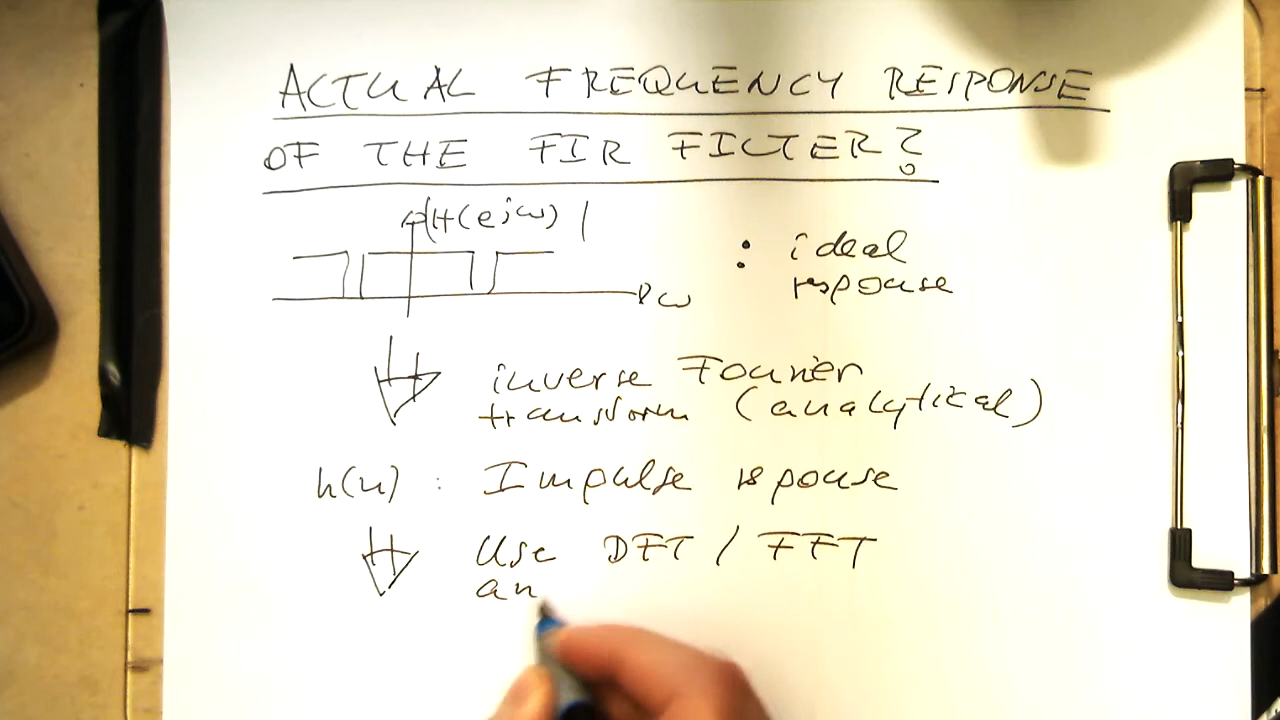 ACTUAL FREQUENCY RESPONSE
OF THE FIR FILTER?
|H(e^jω)|
ω
: ideal
response
inverse Fourier
transform (analytical)
h(n) : Impulse response
Use DFT / FFT
an